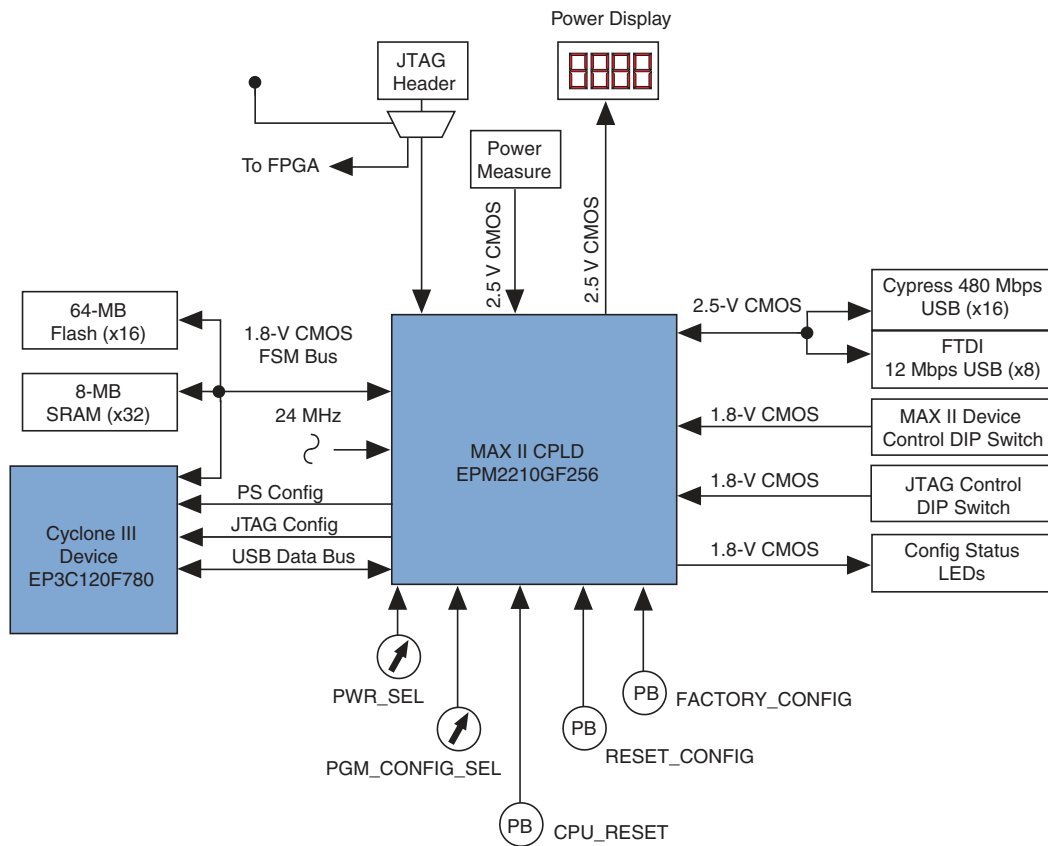 Power Display
8888
JTAG
Header
To FPGA
Power
Measure
2.5 V CMOS
2.5 V CMOS
64-MB
Flash (x16)
8-MB
SRAM (x32)
1.8-V CMOS
FSM Bus
24 MHz
2.5-V CMOS
Cypress 480 Mbps
USB (x16)
FTDI
12 Mbps USB (x8)
1.8-V CMOS
MAX II Device
Control DIP Switch
MAX II CPLD
EPM2210GF256
1.8-V CMOS
JTAG Control
DIP Switch
1.8-V CMOS
Config Status
LEDs
Cyclone III
Device
EP3C120F780
PS Config
JTAG Config
USB Data Bus
PWR_SEL
PGM_CONFIG_SEL
PB
CPU_RESET
PB
RESET_CONFIG
PB
FACTORY_CONFIG